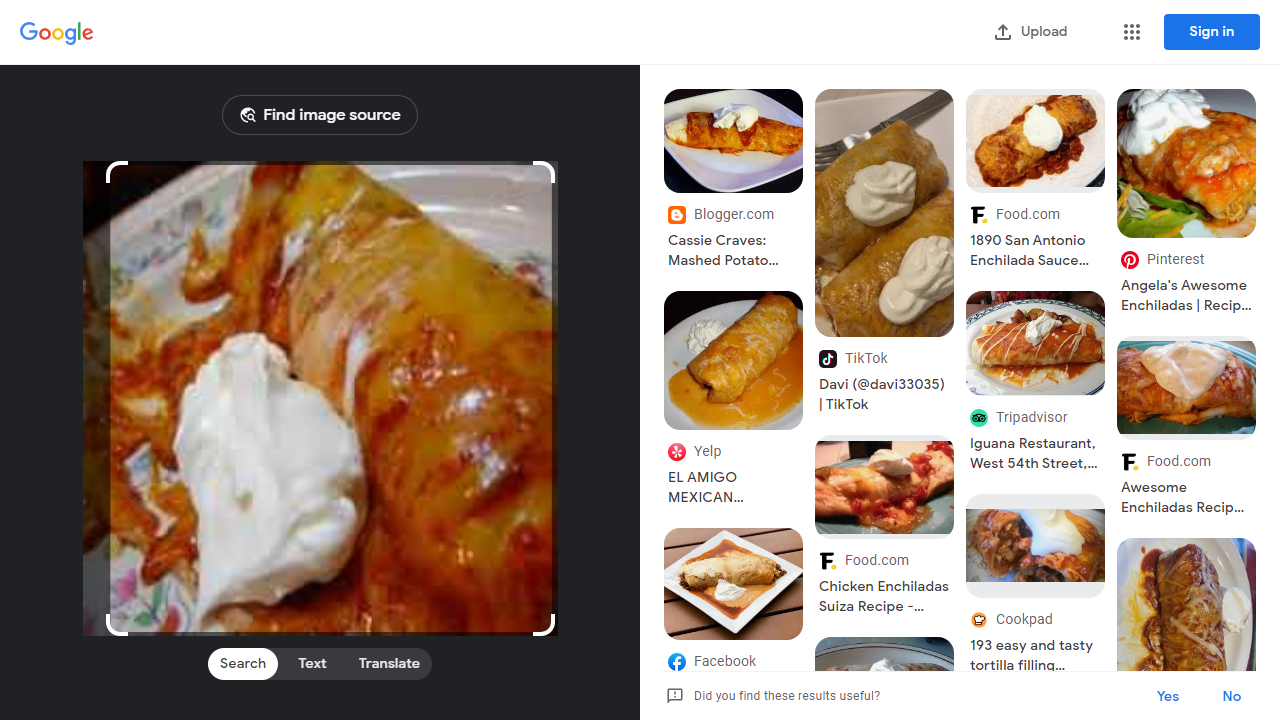 Google
Upload
Sign in
Find image source
Search
Text
Translate
Blogger.com
Cassie Craves:
Mashed Potato...
Yelp
EL AMIGO
MEXICAN...
Facebook
TikTok
Davi (@davi33035)
| TikTok
Food.com
Chicken Enchiladas
Suiza Recipe -...
Food.com
1890 San Antonio
Enchilada Sauce...
Tripadvisor
Iguana Restaurant,
West 54th Street,...
Cookpad
193 easy and tasty
tortilla filling...
Pinterest
Angela's Awesome
Enchiladas | Recip...
Food.com
Awesome
Enchiladas Recip...
Did you find these results useful?
Yes
No